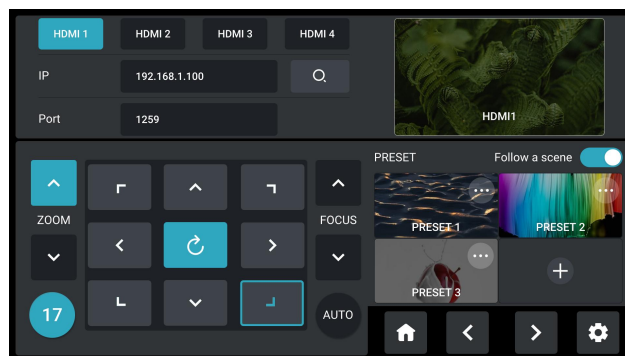 HDMI 1 HDMI 2 HDMI 3 HDMI 4
IP 192.168.1.100
Port 1259
HDMI1
PRESET Follow a scene
ZOOM
FOCUS
PRESET 1 PRESET 2
PRESET 3
17
AUTO